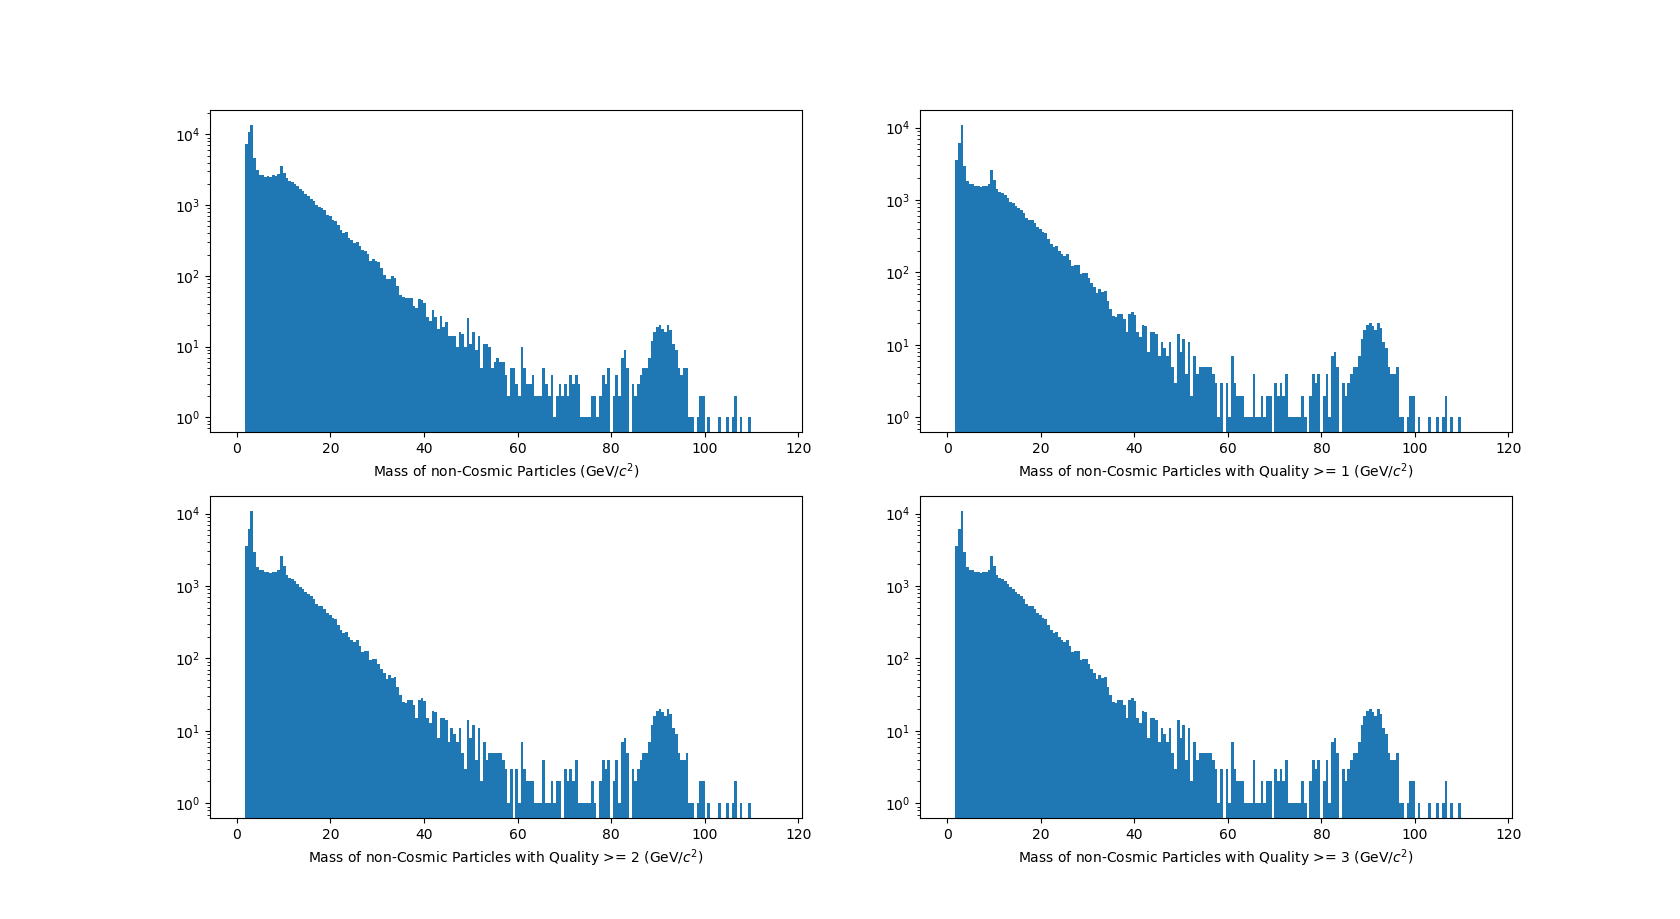 10⁴
10³
10²
10¹
10⁰
0 20 40 60 80 100 120
Mass of non-Cosmic Particles (GeV/c²)
10⁴
10³
10²
10¹
10⁰
0 20 40 60 80 100 120
Mass of non-Cosmic Particles with Quality >= 1 (GeV/c²)
10⁴
10³
10²
10¹
10⁰
0 20 40 60 80 100 120
Mass of non-Cosmic Particles with Quality >= 2 (GeV/c²)
10⁴
10³
10²
10¹
10⁰
0 20 40 60 80 100 120
Mass of non-Cosmic Particles with Quality >= 3 (GeV/c²)